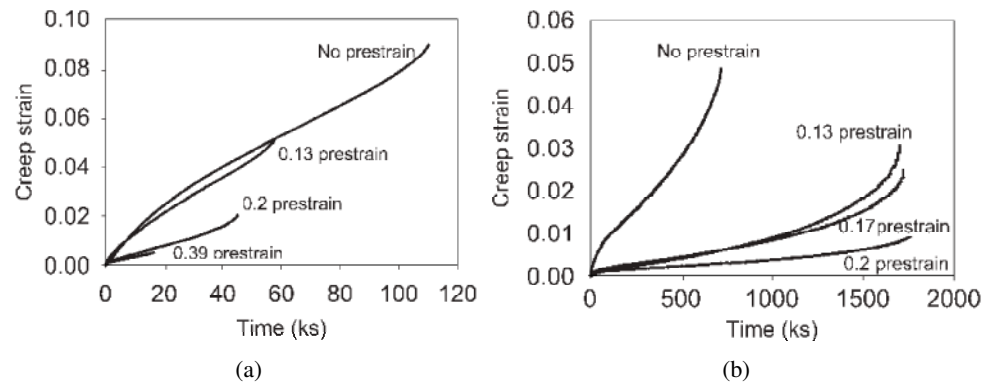 0.10
0.08
0.06
0.04
0.02
0.00
Creep strain
No prestrain
0.13 prestrain
0.2 prestrain
0.39 prestrain
0 20 40 60 80 100 120
Time (ks)
(a)
0.06
0.05
0.04
0.03
0.02
0.01
0.00
Creep strain
No prestrain
0.13 prestrain
0.17 prestrain
0.2 prestrain
0 500 1000 1500 2000
Time (ks)
(b)